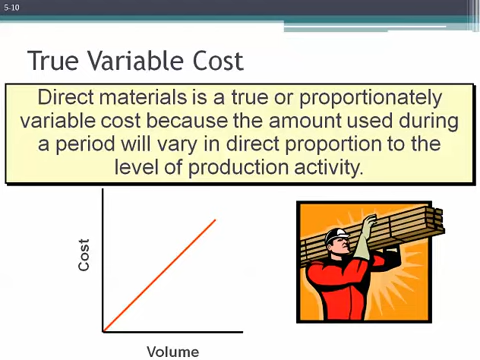 5-10
True Variable Cost
Direct materials is a true or proportionately
variable cost because the amount used during
a period will vary in direct proportion to the
level of production activity.
Cost
Volume